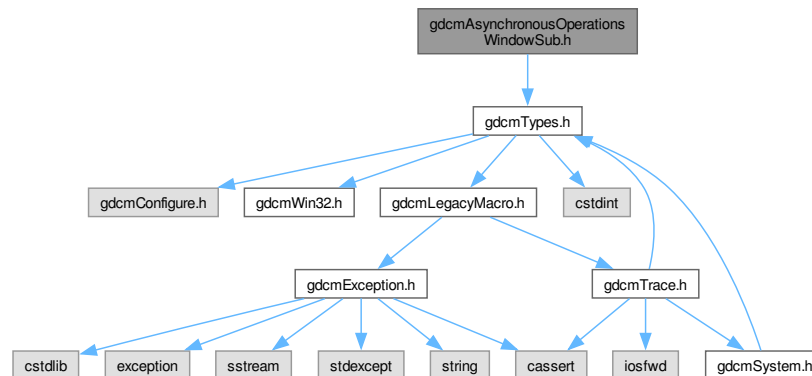 gdcmAsynchronousOperations
WindowSub.h
gdcmTypes.h
gdcmConfigure.h
gdcmWin32.h
gdcmLegacyMacro.h
cstdint
gdcmException.h
gdcmTrace.h
cstdlib
exception
sstream
stdexcept
string
cassert
iosfwd
gdcmSystem.h